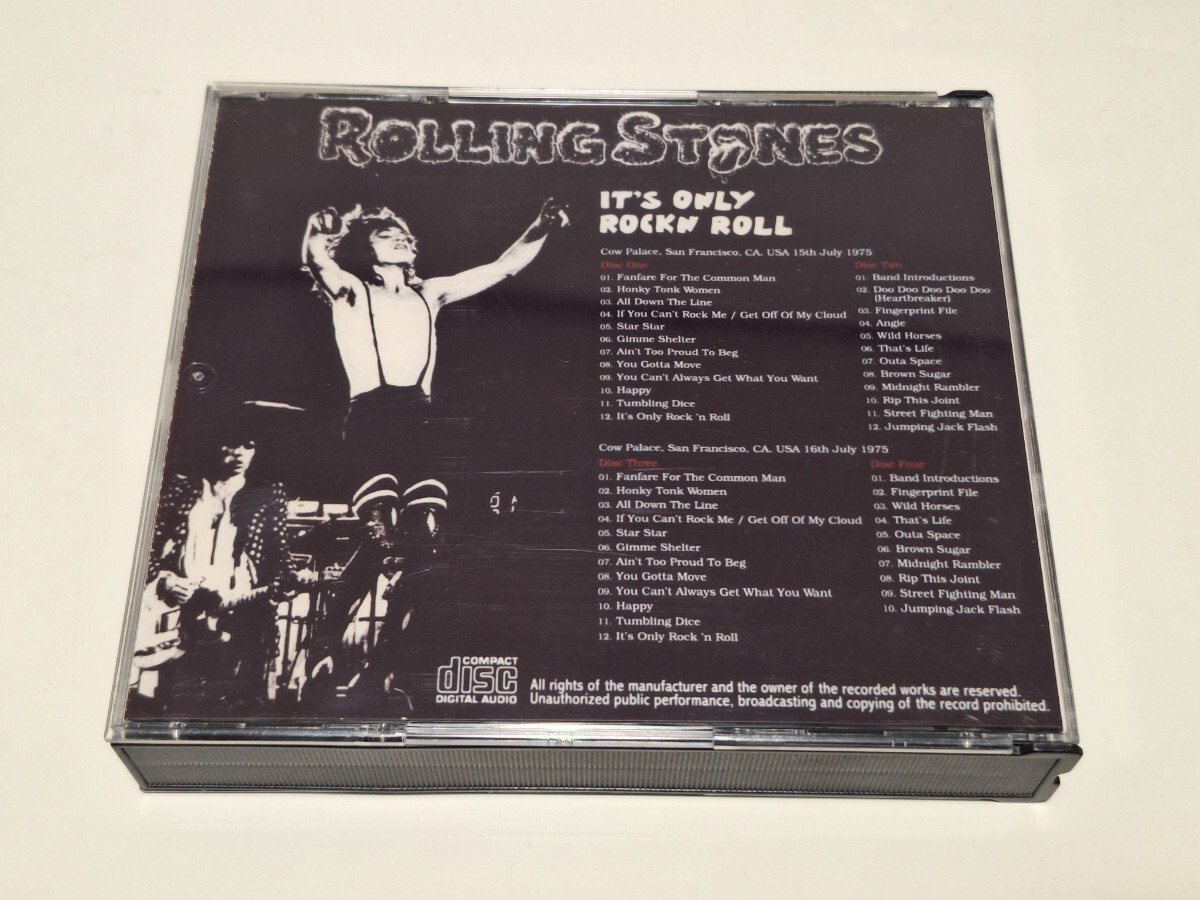 ROLLING STONES
IT'S ONLY
ROCKN ROLL
Cow Palace, San Francisco, CA. USA 15th July 1975
Disc One
01. Fanfare For The Common Man
02. Honky Tonk Women
03. All Down The Line
04. If You Can't Rock Me / Get Off Of My Cloud
05. Star Star
06. Gimme Shelter
07. Ain't Too Proud To Beg
08. You Gotta Move
09. You Can't Always Get What You Want
10. Happy
11. Tumbling Dice
12. It's Only Rock 'n Roll
Disc Two
01. Band Introductions
02. Doo Doo Doo Doo Doo
(Heartbreaker)
03. Fingerprint File
04. Angie
05. Wild Horses
06. That's Life
07. Outa Space
08. Brown Sugar
09. Midnight Rambler
10. Rip This Joint
11. Street Fighting Man
12. Jumping Jack Flash
Cow Palace, San Francisco, CA. USA 16th July 1975
Disc Three
01. Fanfare For The Common Man
02. Honky Tonk Women
03. All Down The Line
04. If You Can't Rock Me / Get Off Of My Cloud
05. Star Star
06. Gimme Shelter
07. Ain't Too Proud To Beg
08. You Gotta Move
09. You Can't Always Get What You Want
10. Happy
11. Tumbling Dice
12. It's Only Rock 'n Roll
Disc Four
01. Band Introductions
02. Fingerprint File
03. Wild Horses
04. That's Life
05. Outa Space
06. Brown Sugar
07. Midnight Rambler
08. Rip This Joint
09. Street Fighting Man
10. Jumping Jack Flash
COMPACT
disc
DIGITAL AUDIO
All rights of the manufacturer and the owner of the recorded works are reserved.
Unauthorized public performance, broadcasting and copying of the record prohibited.